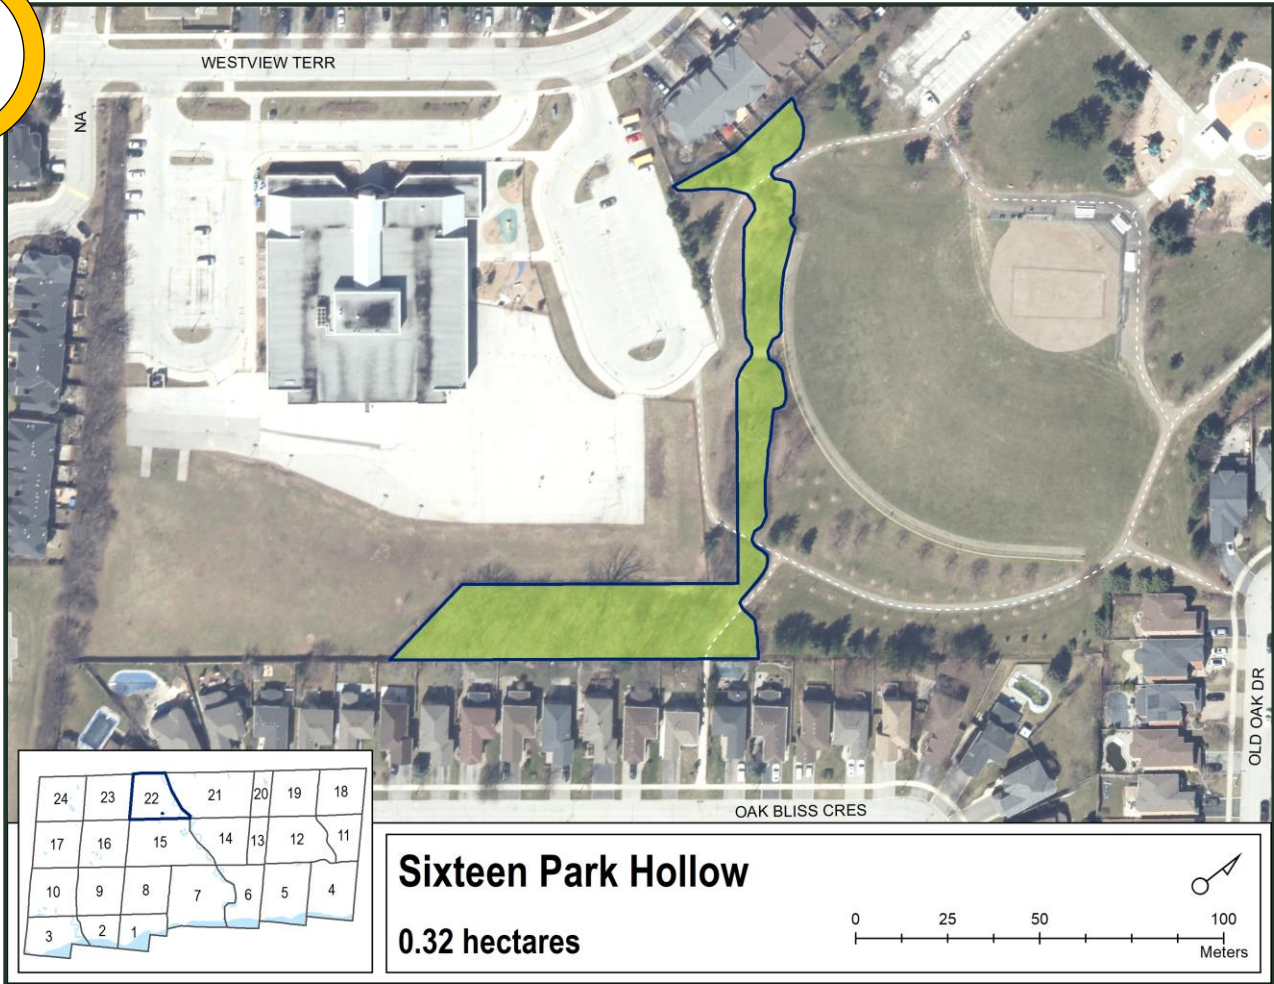 WESTVIEW TERR
NA
OLD OAK DR
OAK BLISS CRES
24 23 22 21 20 19 18
17 16 15 14 13 12 11
10 9 8 7 6 5 4
3 2 1
Sixteen Park Hollow
0.32 hectares
0 25 50 100
Meters